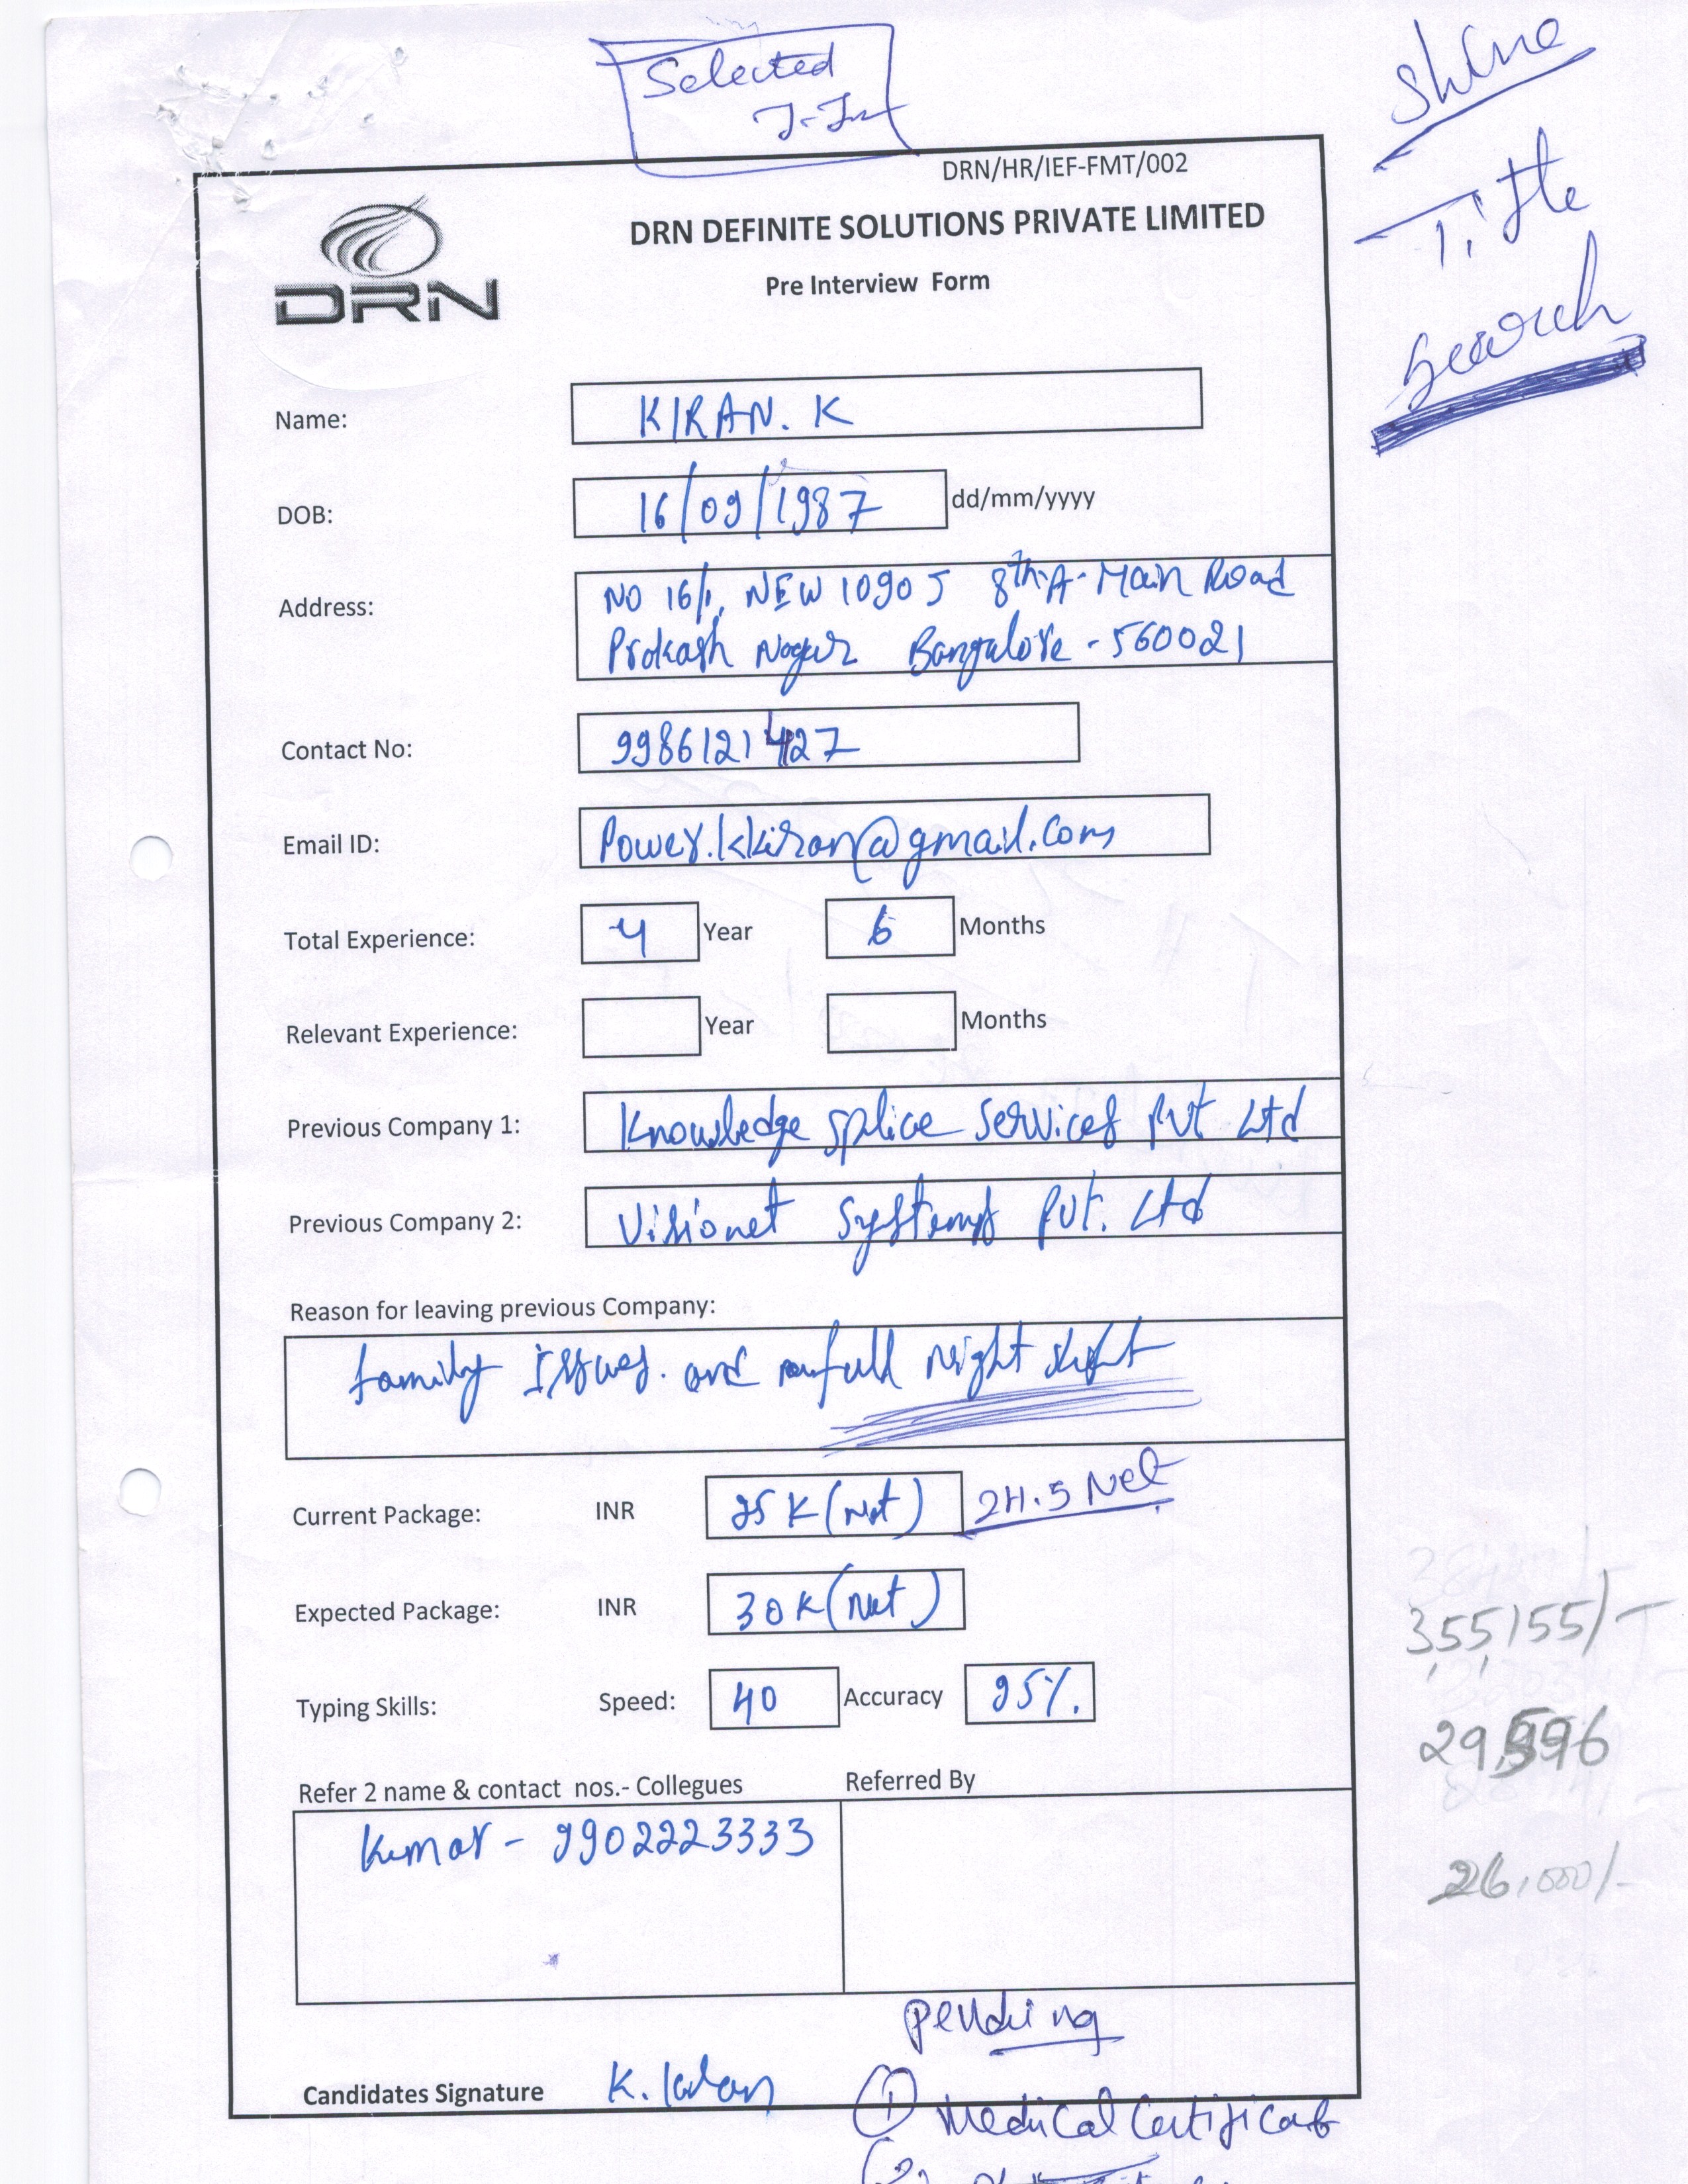 Selected
Shine
Title
Search
DRN/HR/IEF-FMT/002
DRN
DRN DEFINITE SOLUTIONS PRIVATE LIMITED
Pre Interview Form
Name: KIRAN. K
DOB: 16/09/1987 dd/mm/yyyy
Address: NO 16/1, NEW 109 8th A- Main Road
Prakash Nagar Bangalore - 560021
Contact No: 9986121427
Email ID: Power.kkiran@gmail.com
Total Experience: 4 Year 6 Months
Relevant Experience: Year Months
Previous Company 1: Knowledge splice Services Pvt Ltd
Previous Company 2: Visionet Systems Pvt. Ltd
Reason for leaving previous Company:
family Issues. and full night shift
Current Package: INR 25 K (Net) 24.5 Net
Expected Package: INR 30 K (Net)
355,155/-
Typing Skills: Speed: 40 Accuracy 95%.
29,596
Refer 2 name & contact nos.- Collegues Referred By
Kumar - 9902223333
26,000/-
pending
Candidates Signature K. Kiran
① Medical Certificate